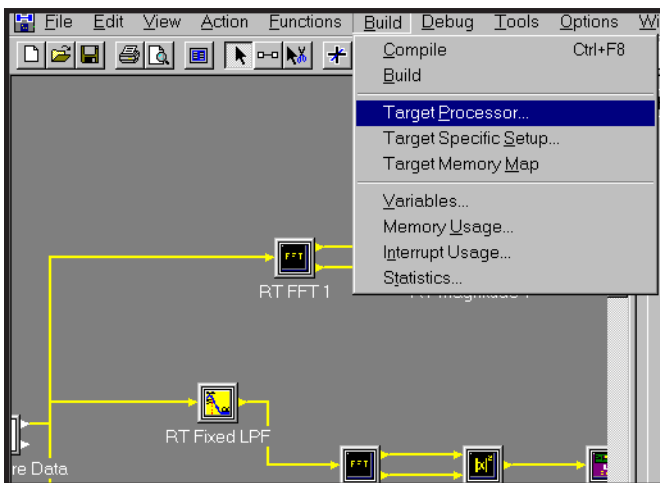 File Edit View Action Functions Build Debug Tools Options
Compile Ctrl+F8
Build
Target Processor...
Target Specific Setup...
Target Memory Map
Variables...
Memory Usage...
Interrupt Usage...
Statistics...
FFT
RT FFT 1
RT Fixed LPF
re Data
FFT
|x|²